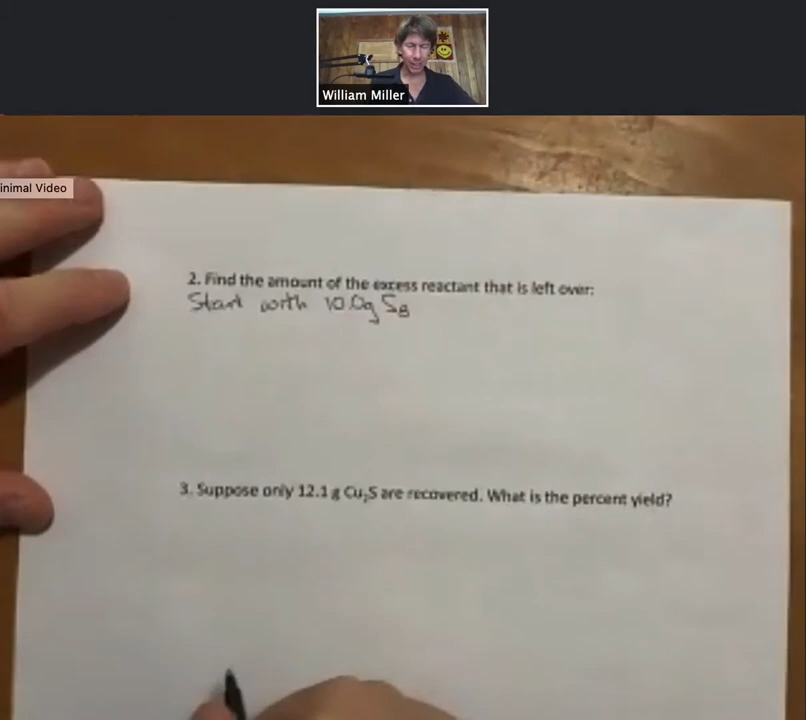 William Miller
inimal Video
2. Find the amount of the excess reactant that is left over:
Start with 10.0g S8
3. Suppose only 12.1 g Cu2S are recovered. What is the percent yield?